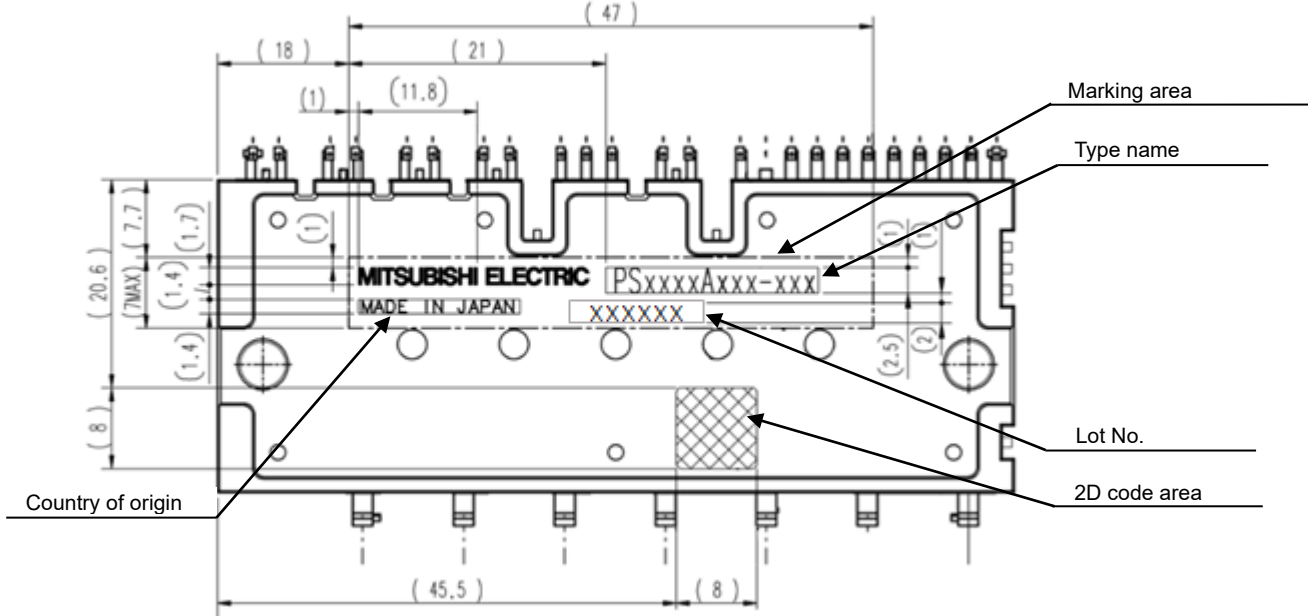 ( 47 )
( 18 )
( 21 )
(1)
(11.8)
Marking area
Type name
( 7.7 )
(1.7)
(1)
(1)
(1)
( 20.6 )
(7MAX)
(1.4)
MITSUBISHI ELECTRIC
PSxxxxAxxx-xxx
MADE IN JAPAN
XXXXXX
(1.4)
(2.5)
(2)
( 8 )
Lot No.
2D code area
Country of origin
( 45.5 )
( 8 )